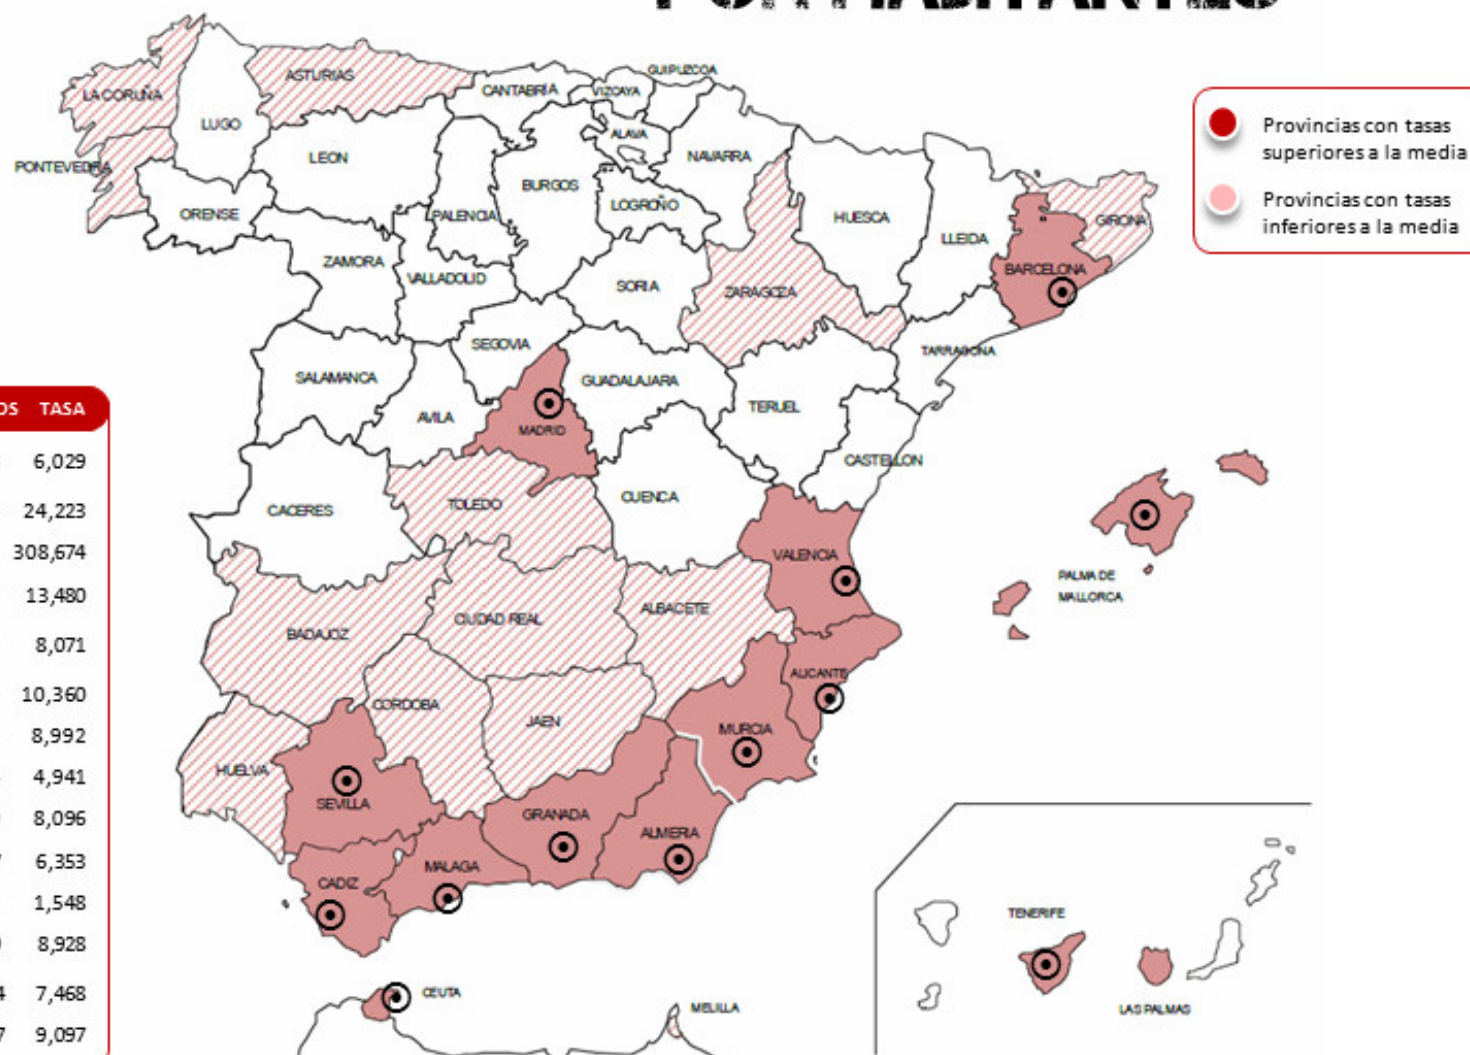 POR HABITANTES
GUIPUZCOA
ASTURIAS
CANTABRIA
VIZCAYA
LA CORUÑA
LUGO
ALAVA
Provincias con tasas
superiores a la media
LEON
NAVARRA
PONTEVEDRA
BURGOS
Provincias con tasas
inferiores a la media
ORENSE
PALENCIA
LOGROÑO
HUESCA
GIRONA
LLEIDA
ZAMORA
VALLADOLID
BARCELONA
SORIA
ZARAGOZA
SEGOVIA
TARRAGONA
SALAMANCA
GUADALAJARA
AVILA
TERUEL
MADRID
CASTELLON
CACERES
TOLEDO
CUENCA
VALENCIA
PALMA DE
MALLORCA
BADAJOZ
CIUDAD REAL
ALBACETE
ALICANTE
CORDOBA
JAEN
MURCIA
HUELVA
SEVILLA
GRANADA
ALMERIA
MALAGA
CADIZ
TENERIFE
CEUTA
MELILLA
LAS PALMAS
OS TASA
6,029
24,223
308,674
13,480
8,071
10,360
8,992
4,941
8,096
6,353
1,548
8,928
4 7,468
7 9,097